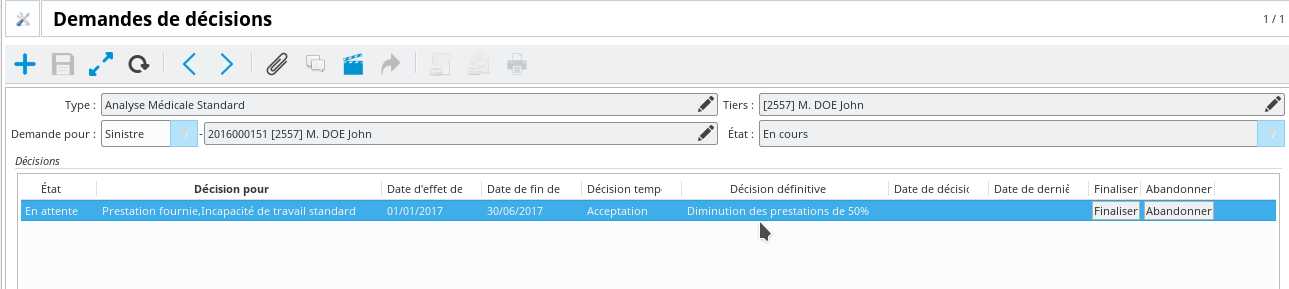 Demandes de décisions
1 / 1
Type : Analyse Médicale Standard Tiers : [2557] M. DOE John
Demande pour : Sinistre - 2016000151 [2557] M. DOE John État : En cours
Décisions
État Décision pour Date d'effet de Date de fin de Décision temp Décision définitive Date de décisic Date de derniè Finaliser Abandonner
En attente Prestation fournie,Incapacité de travail standard 01/01/2017 30/06/2017 Acceptation Diminution des prestations de 50% Finaliser Abandonner